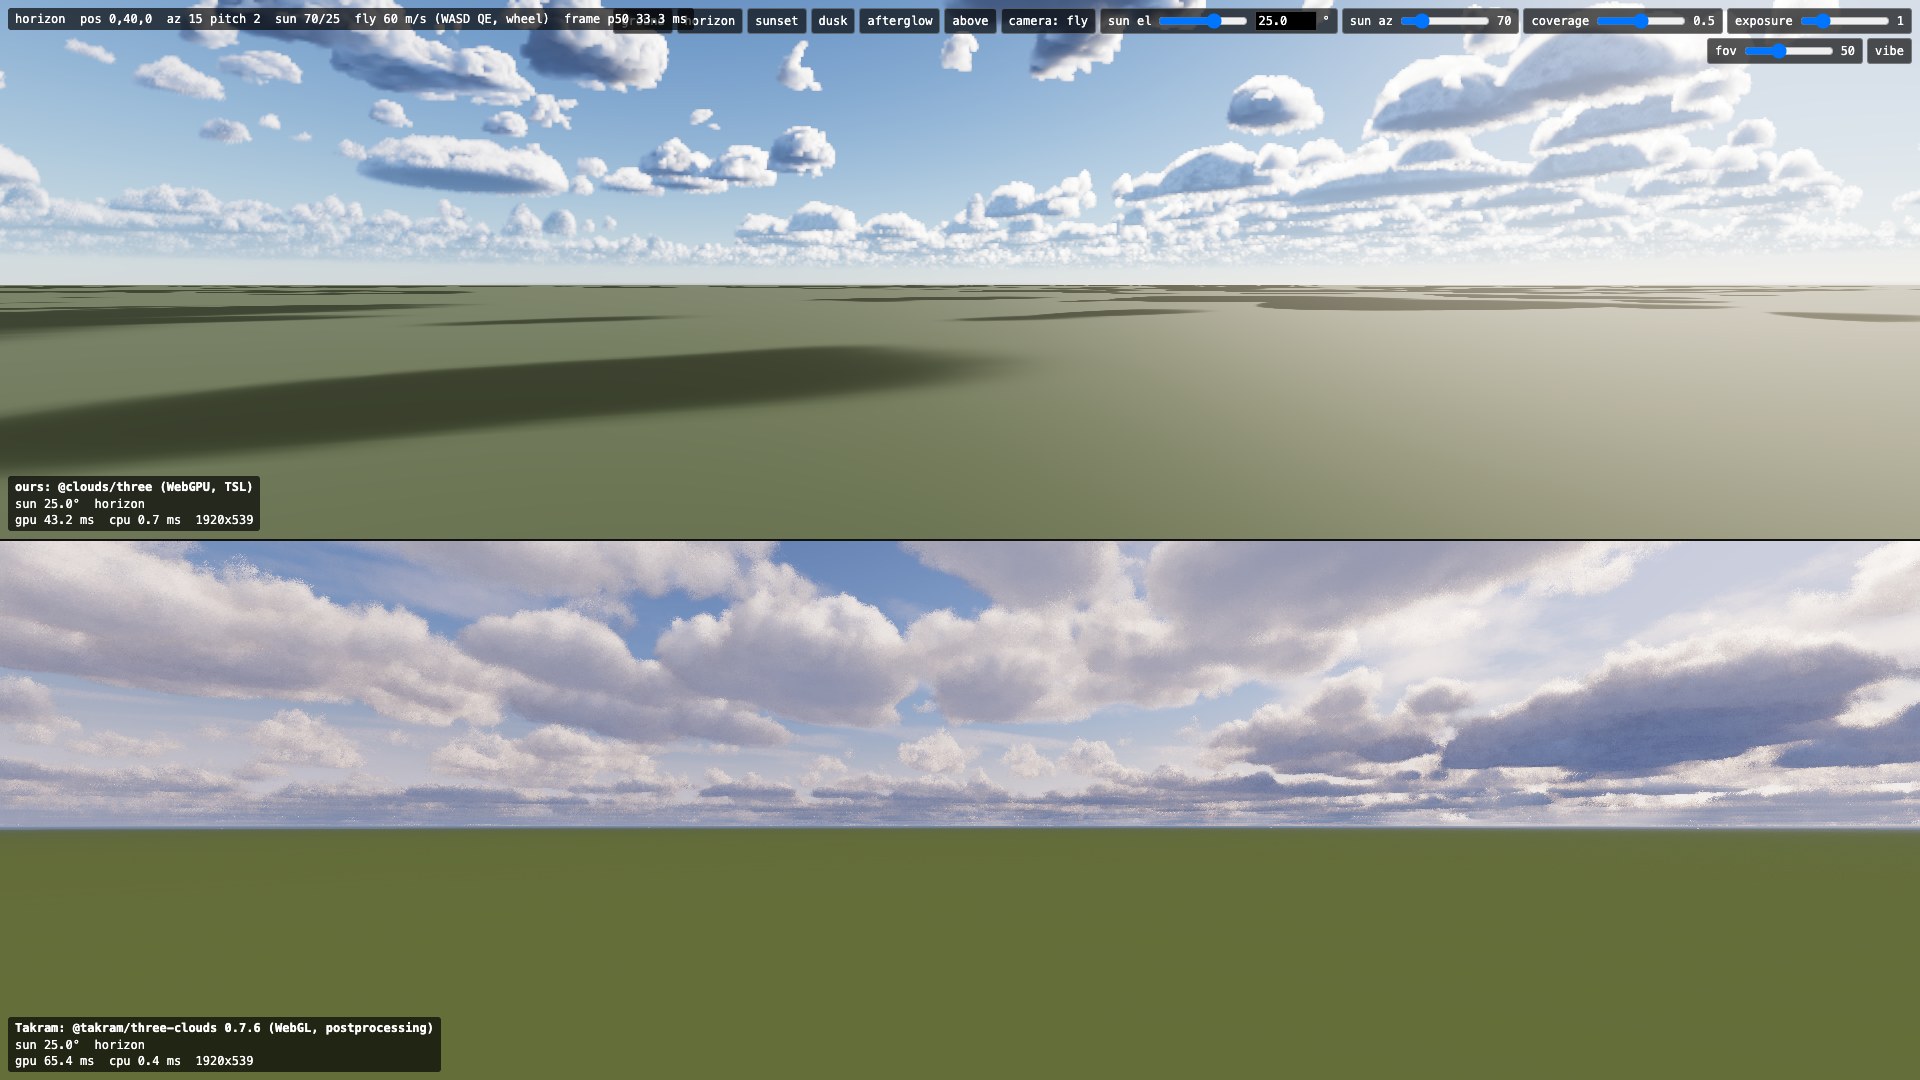 horizon pos 0,40,0 az 15 pitch 2 sun 70/25 fly 60 m/s (WASD QE, wheel) frame p50 33.3 ms
orizon sunset dusk afterglow above camera: fly sun el 25.0 ° sun az 70 coverage 0.5 exposure 1
fov 50 vibe
ours: @clouds/three (WebGPU, TSL)
sun 25.0° horizon
gpu 43.2 ms cpu 0.7 ms 1920x539
Takram: @takram/three-clouds 0.7.6 (WebGL, postprocessing)
sun 25.0° horizon
gpu 65.4 ms cpu 0.4 ms 1920x539